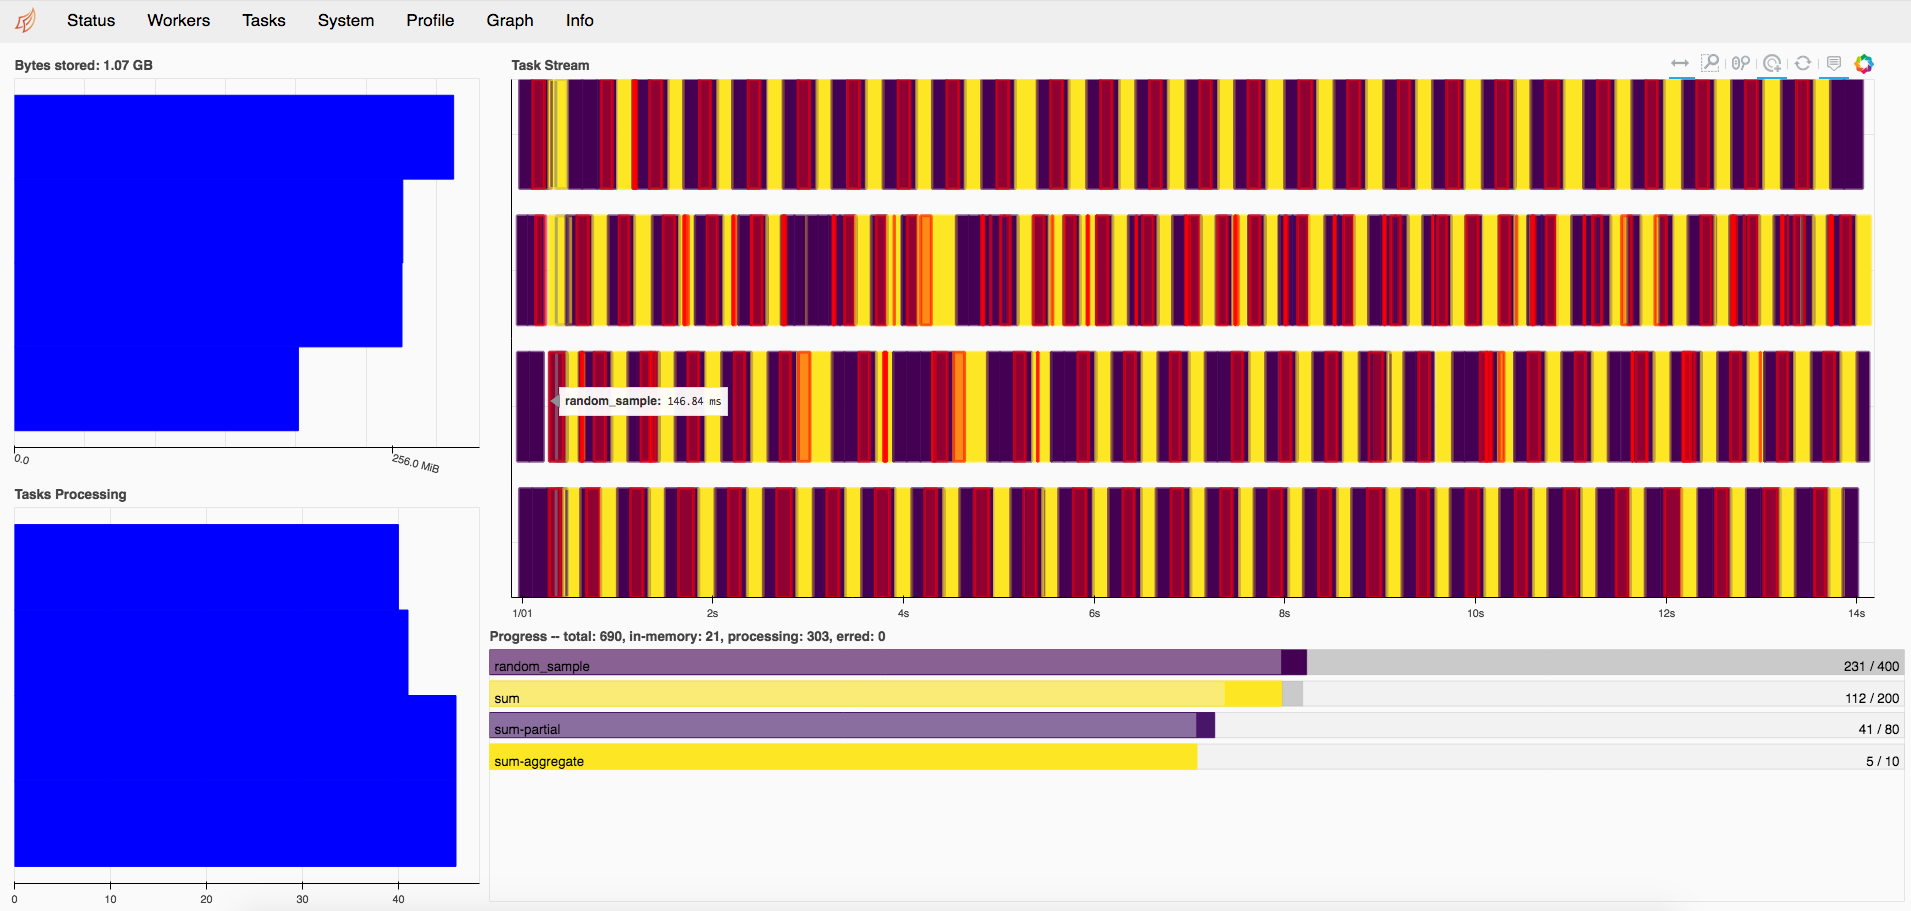 Status Workers Tasks System Profile Graph Info
Bytes stored: 1.07 GB
0.0 256.0 MiB
Tasks Processing
0 10 20 30 40
Task Stream
random_sample: 146.84 ms
1/01 2s 4s 6s 8s 10s 12s 14s
Progress -- total: 690, in-memory: 21, processing: 303, erred: 0
random_sample 231 / 400
sum 112 / 200
sum-partial 41 / 80
sum-aggregate 5 / 10